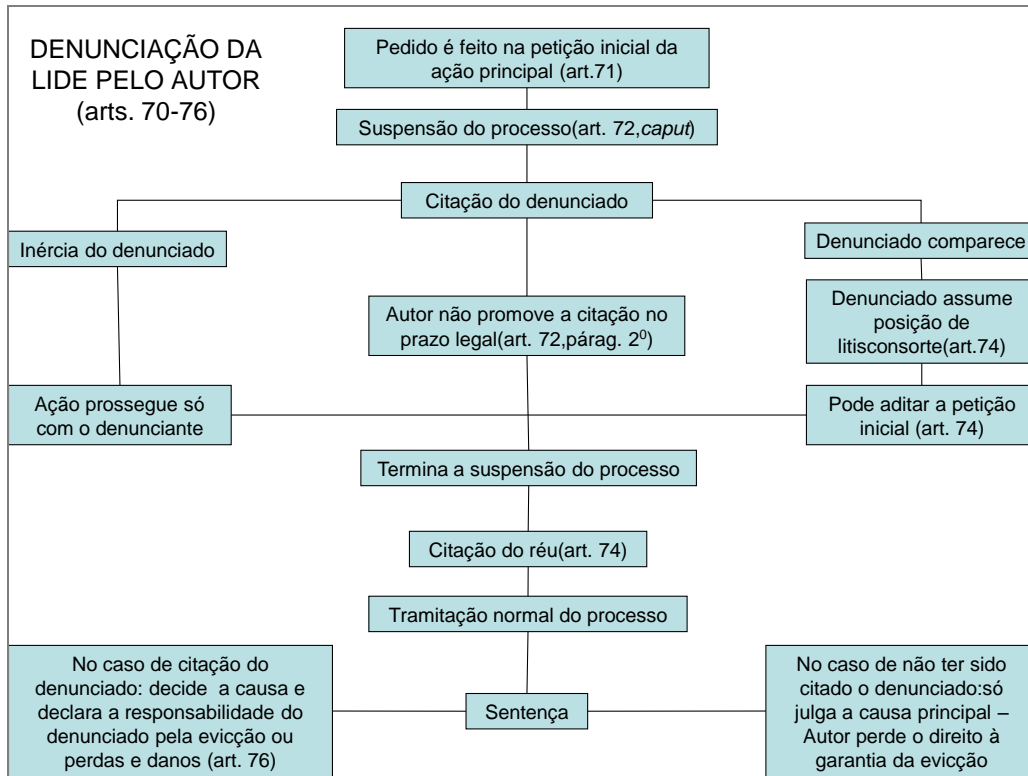 DENUNCIAÇÃO DA
LIDE PELO AUTOR
(arts. 70-76)
Pedido é feito na petição inicial da
ação principal (art.71)
Suspensão do processo(art. 72,caput)
Citação do denunciado
Inércia do denunciado
Denunciado comparece
Autor não promove a citação no
prazo legal(art. 72,párag. 2⁰)
Denunciado assume
posição de
litisconsorte(art.74)
Ação prossegue só
com o denunciante
Pode aditar a petição
inicial (art. 74)
Termina a suspensão do processo
Citação do réu(art. 74)
Tramitação normal do processo
No caso de citação do
denunciado: decide a causa e
declara a responsabilidade do
denunciado pela evicção ou
perdas e danos (art. 76)
Sentença
No caso de não ter sido
citado o denunciado:só
julga a causa principal –
Autor perde o direito à
garantia da evicção